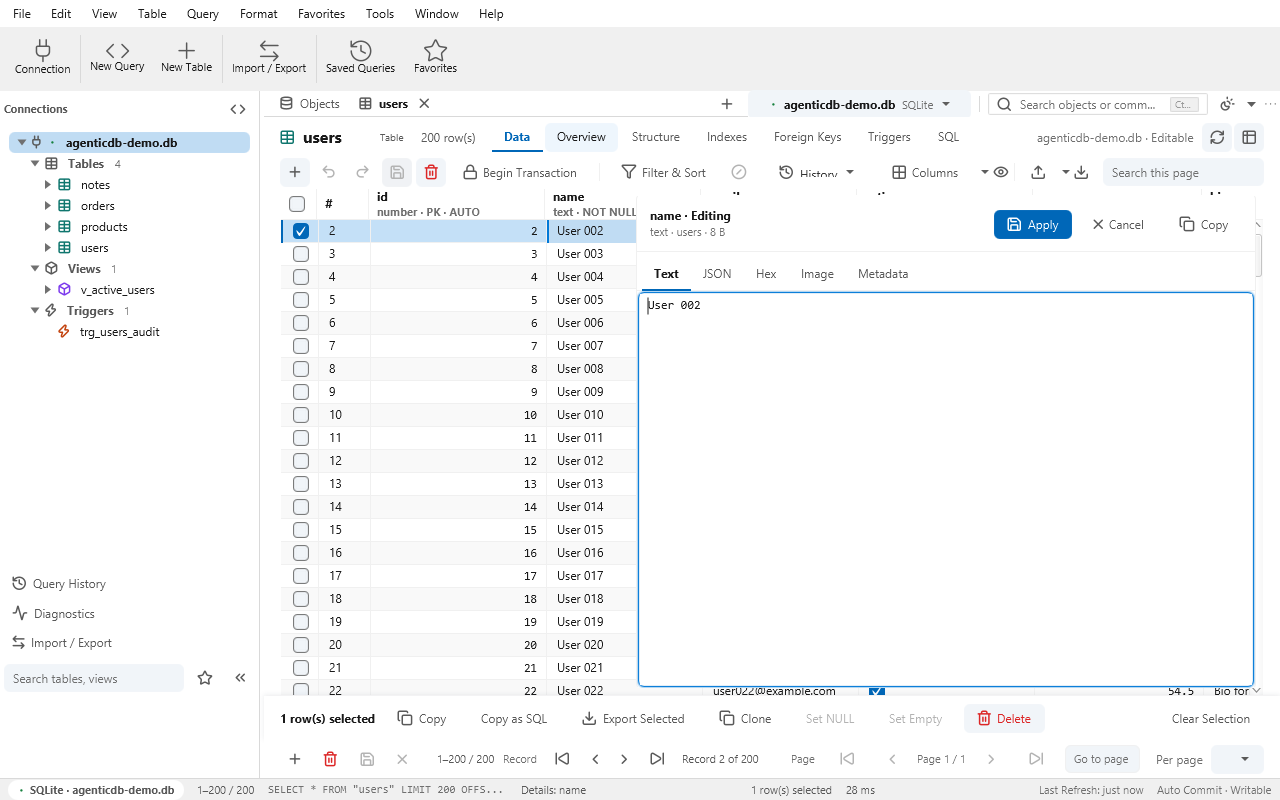 File Edit View Table Query Format Favorites Tools Window Help
Connection New Query New Table Import / Export Saved Queries Favorites
Connections
agenticdb-demo.db
Tables 4
notes
orders
products
users
Views 1
v_active_users
Triggers 1
trg_users_audit
Query History
Diagnostics
Import / Export
Search tables, views
Objects users agenticdb-demo.db SQLite Search objects or comm... Ct...
users Table 200 row(s) Data Overview Structure Indexes Foreign Keys Triggers SQL agenticdb-demo.db · Editable
Begin Transaction Filter & Sort History Columns Search this page
# id name
number · PK · AUTO text · NOT NULL
2 2 User 002
3 3 User 003
4 4 User 004
5 5 User 005
6 6 User 006
7 7 User 007
8 8 User 008
9 9 User 009
10 10 User 010
11 11 User 011
12 12 User 012
13 13 User 013
14 14 User 014
15 15 User 015
16 16 User 016
17 17 User 017
18 18 User 018
19 19 User 019
20 20 User 020
21 21 User 021
22 22 User 022 user022@example.com 54.5 Bio for
name · Editing
text · users · 8 B
Apply Cancel Copy
Text JSON Hex Image Metadata
User 002
1 row(s) selected Copy Copy as SQL Export Selected Clone Set NULL Set Empty Delete Clear Selection
1–200 / 200 Record Record 2 of 200 Page Page 1 / 1 Go to page Per page
SQLite · agenticdb-demo.db 1–200 / 200 SELECT * FROM "users" LIMIT 200 OFFS... Details: name 1 row(s) selected 28 ms Last Refresh: just now Auto Commit · Writable